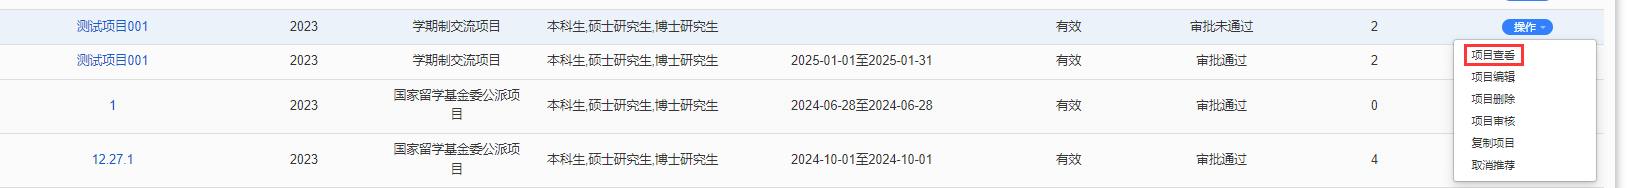 测试项目001 2023 学期制交流项目 本科生,硕士研究生,博士研究生 有效 审批未通过 2 操作
测试项目001 2023 学期制交流项目 本科生,硕士研究生,博士研究生 2025-01-01至2025-01-31 有效 审批通过 2
1 2023 国家留学基金委公派项
目 本科生,硕士研究生,博士研究生 2024-06-28至2024-06-28 有效 审批通过 0
12.27.1 2023 国家留学基金委公派项
目 本科生,硕士研究生,博士研究生 2024-10-01至2024-10-01 有效 审批通过 4
项目查看
项目编辑
项目删除
项目审核
复制项目
取消推荐